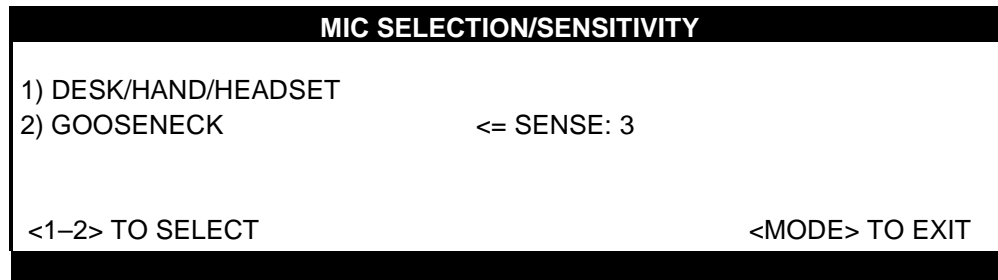 MIC SELECTION/SENSITIVITY
1) DESK/HAND/HEADSET
2) GOOSENECK <= SENSE: 3
<1–2> TO SELECT <MODE> TO EXIT